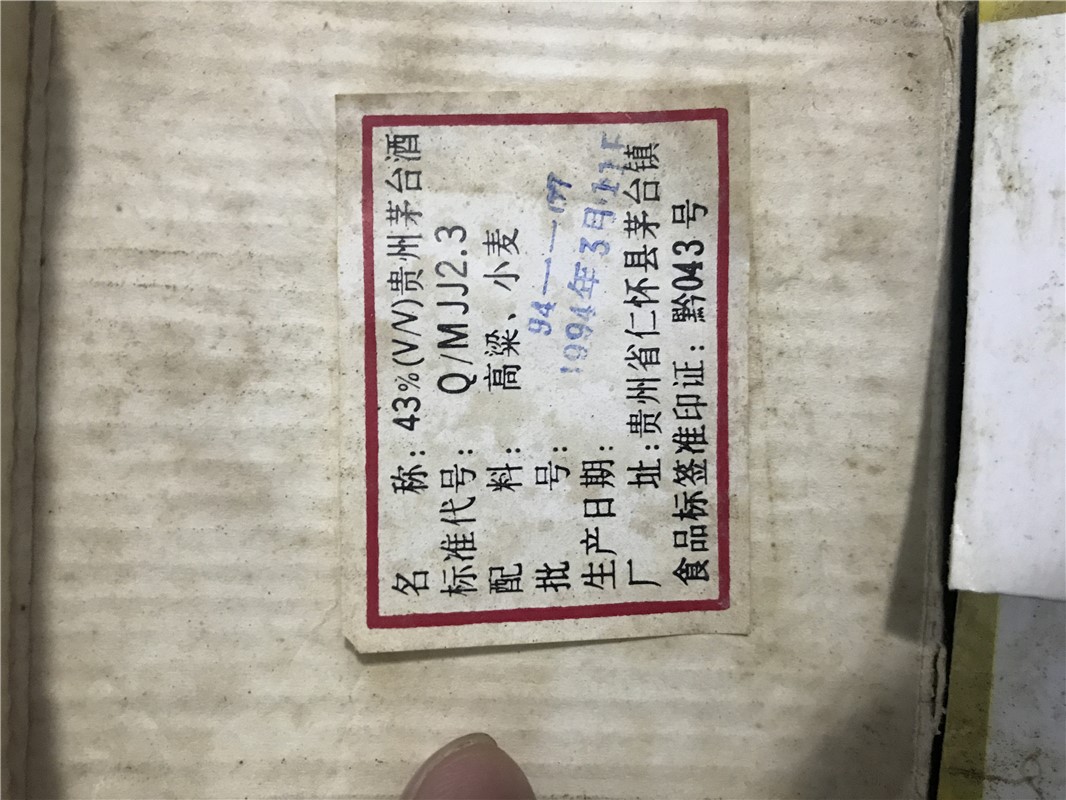 名 称: 43%(V/V)贵州茅台酒
标准代号: Q/MJJ2.3
配 料: 高粱、小麦
批 号: 94—
生产日期: 1994年3月11日
厂 址: 贵州省仁怀县茅台镇
食品标签准印证: 黔043号